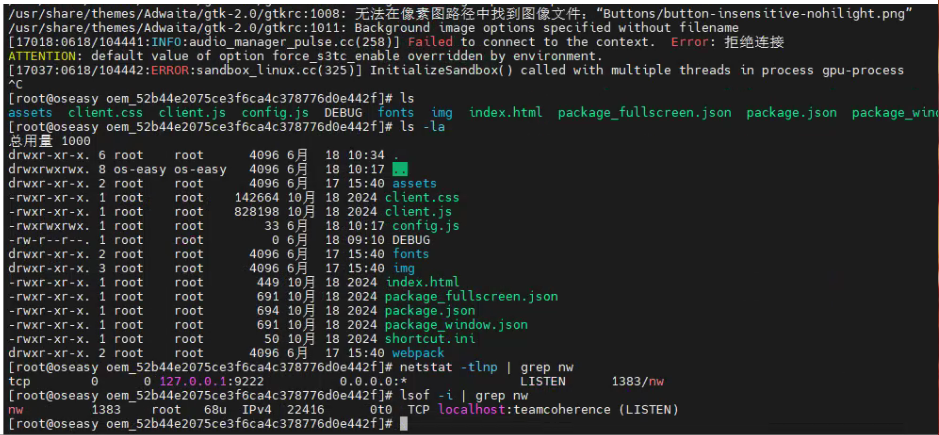 /usr/share/themes/Adwaita/gtk-2.0/gtkrc:1008: 无法在像素图路径中找到图像文件：“Buttons/button-insensitive-nohilight.png”
/usr/share/themes/Adwaita/gtk-2.0/gtkrc:1011: Background image options specified without filename
[17018:0618/104441:INFO:audio_manager_pulse.cc(258)] Failed to connect to the context.  Error: 拒绝连接
ATTENTION: default value of option force_s3tc_enable overridden by environment.
[17037:0618/104442:ERROR:sandbox_linux.cc(325)] InitializeSandbox() called with multiple threads in process gpu-process
^C
[root@oseasy oem_52b44e2075ce3f6ca4c378776d0e442f]# ls
assets  client.css  client.js  config.js  DEBUG  fonts  img  index.html  package_fullscreen.json  package.json  package_wind
[root@oseasy oem_52b44e2075ce3f6ca4c378776d0e442f]# ls -la
总用量 1000
drwxr-xr-x. 6 root    root      4096 6月  18 10:34 .
drwxrwxrwx. 8 os-easy os-easy   4096 6月  18 10:17 ..
drwxr-xr-x. 2 root    root      4096 6月  17 15:40 assets
-rwxr-xr-x. 1 root    root    142664 10月 18 2024 client.css
-rwxr-xr-x. 1 root    root    828198 10月 18 2024 client.js
-rwxrwxrwx. 1 root    root        33 6月  18 10:17 config.js
-rw-r--r--. 1 root    root         0 6月  18 09:10 DEBUG
drwxr-xr-x. 2 root    root      4096 6月  17 15:40 fonts
drwxr-xr-x. 3 root    root      4096 6月  17 15:40 img
-rwxr-xr-x. 1 root    root       449 10月 18 2024 index.html
-rwxr-xr-x. 1 root    root       691 10月 18 2024 package_fullscreen.json
-rwxr-xr-x. 1 root    root       694 10月 18 2024 package.json
-rwxr-xr-x. 1 root    root       691 10月 18 2024 package_window.json
-rwxr-xr-x. 1 root    root        50 10月 18 2024 shortcut.ini
drwxr-xr-x. 2 root    root      4096 6月  17 15:40 webpack
[root@oseasy oem_52b44e2075ce3f6ca4c378776d0e442f]# netstat -tlnp | grep nw
tcp        0      0 127.0.0.1:9222          0.0.0.0:*               LISTEN      1383/nw
[root@oseasy oem_52b44e2075ce3f6ca4c378776d0e442f]# lsof -i | grep nw
nw        1383    root   68u  IPv4  22416      0t0  TCP localhost:teamcoherence (LISTEN)
[root@oseasy oem_52b44e2075ce3f6ca4c378776d0e442f]#